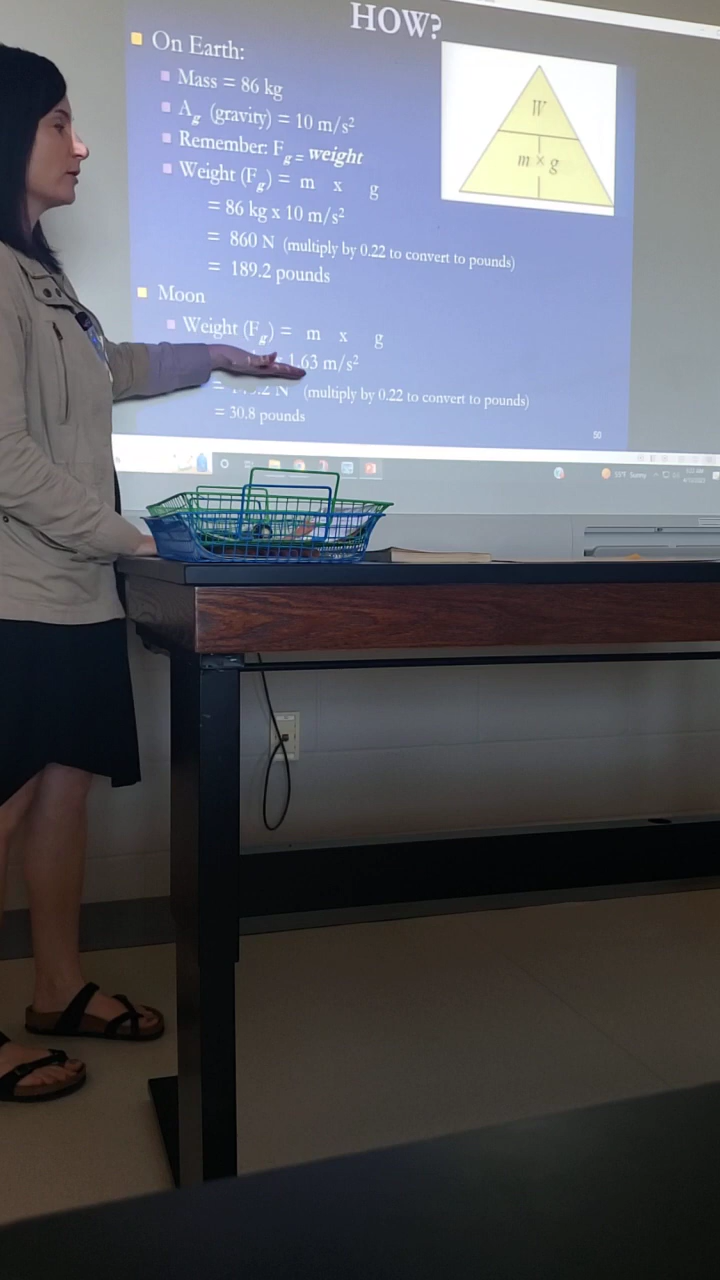 HOW?
On Earth:
Mass = 86 kg
Ag (gravity) = 10 m/s²
Remember: Fg = weight
Weight (Fg) = m x g
= 86 kg x 10 m/s²
= 860 N (multiply by 0.22 to convert to pounds)
= 189.2 pounds
W
m × g
Moon
Weight (Fg) = m x g
1.63 m/s²
= N (multiply by 0.22 to convert to pounds)
= 30.8 pounds
50
Sunny